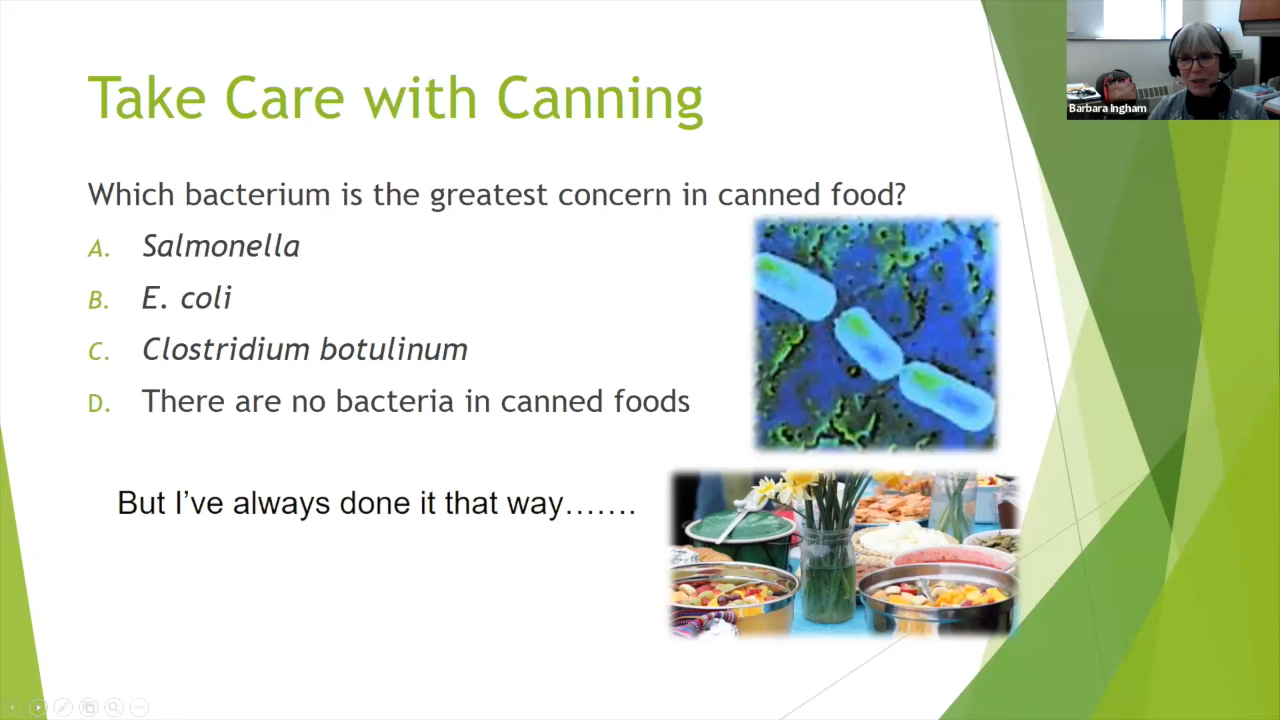 Take Care with Canning
Barbara Ingham
Which bacterium is the greatest concern in canned food?
A. Salmonella
B. E. coli
C. Clostridium botulinum
D. There are no bacteria in canned foods
But I've always done it that way.......